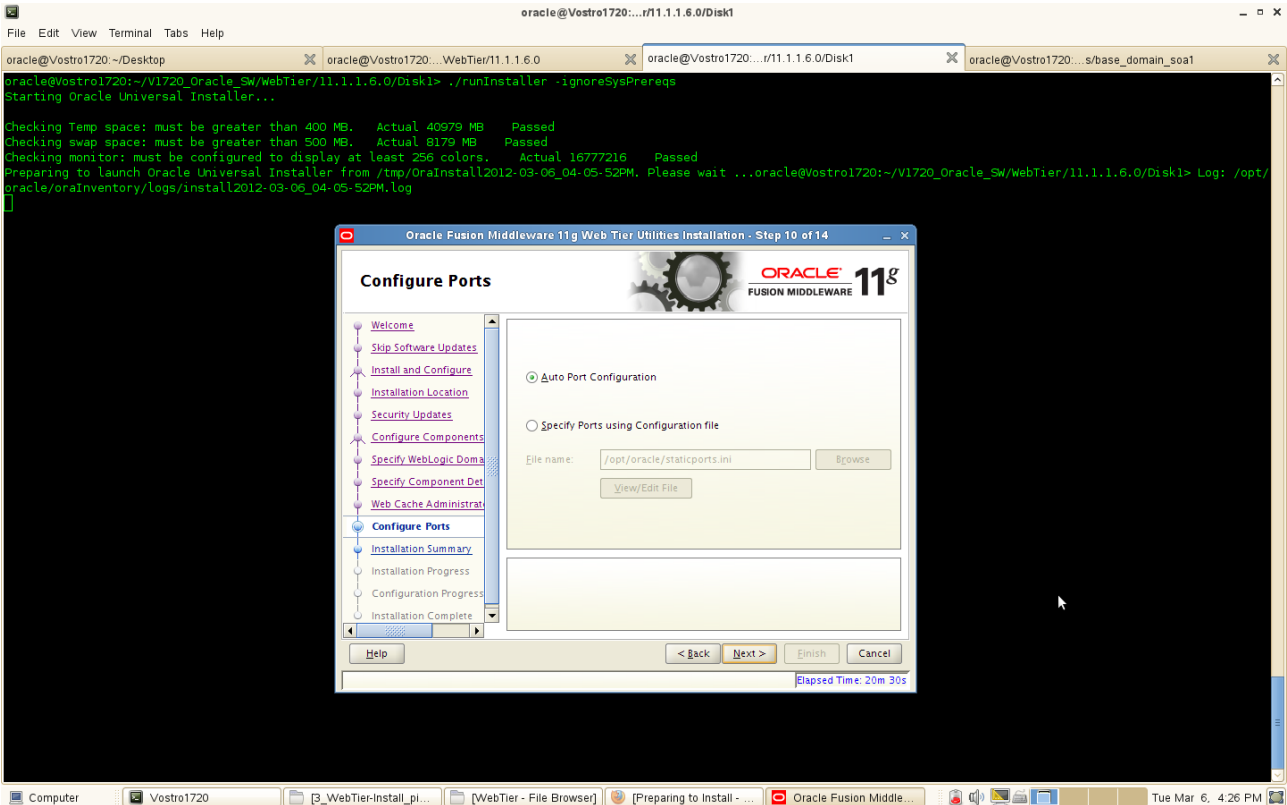 oracle@Vostro1720:...r/11.1.1.6.0/Disk1
File Edit View Terminal Tabs Help
oracle@Vostro1720:~/Desktop
oracle@Vostro1720:...WebTier/11.1.1.6.0
oracle@Vostro1720:...r/11.1.1.6.0/Disk1
oracle@Vostro1720:...s/base_domain_soa1
oracle@Vostro1720:~/V1720_Oracle_SW/WebTier/11.1.1.6.0/Disk1> ./runInstaller -ignoreSysPrereqs
Starting Oracle Universal Installer...
Checking Temp space: must be greater than 400 MB.   Actual 40979 MB    Passed
Checking swap space: must be greater than 500 MB.   Actual 8179 MB    Passed
Checking monitor: must be configured to display at least 256 colors.    Actual 16777216    Passed
Preparing to launch Oracle Universal Installer from /tmp/OraInstall2012-03-06_04-05-52PM. Please wait ...oracle@Vostro1720:~/V1720_Oracle_SW/WebTier/11.1.1.6.0/Disk1> Log: /opt/
oracle/oraInventory/logs/install2012-03-06_04-05-52PM.log
Oracle Fusion Middleware 11g Web Tier Utilities Installation - Step 10 of 14
Configure Ports
ORACLE
FUSION MIDDLEWARE
11g
Welcome
Skip Software Updates
Install and Configure
Installation Location
Security Updates
Configure Components
Specify WebLogic Doma
Specify Component Det
Web Cache Administrat
Configure Ports
Installation Summary
Installation Progress
Configuration Progress
Installation Complete
Auto Port Configuration
Specify Ports using Configuration file
File name:
/opt/oracle/staticports.ini
Browse
View/Edit File
Help
< Back
Next >
Finish
Cancel
Elapsed Time: 20m 30s
Computer
Vostro1720
[3_WebTier-Install_pi...
[WebTier - File Browser]
[Preparing to Install - ...
Oracle Fusion Middle...
Tue Mar 6, 4:26 PM